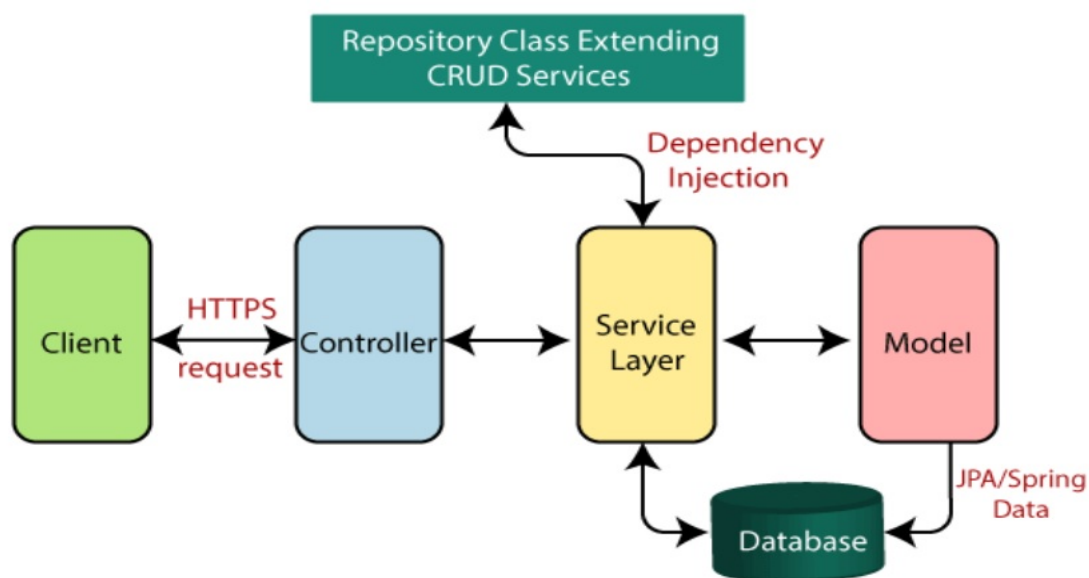 Repository Class Extending
CRUD Services
Dependency
Injection
Client
HTTPS
request
Controller
Service
Layer
Model
JPA/Spring
Data
Database